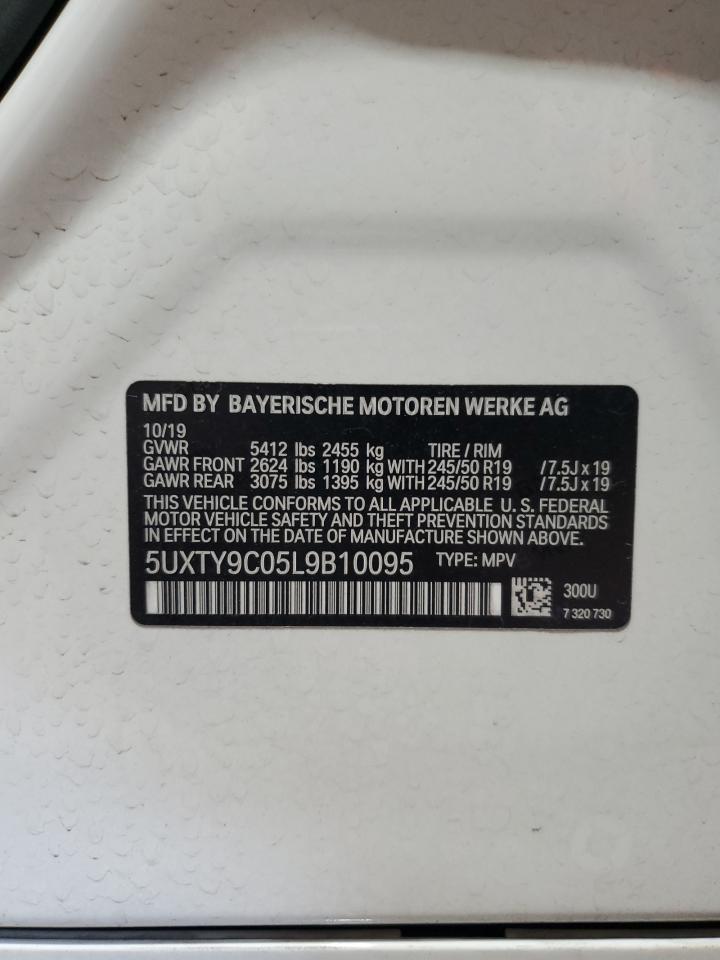 MFD BY BAYERISCHE MOTOREN WERKE AG
10/19
GVWR 5412 lbs 2455 kg TIRE / RIM
GAWR FRONT 2624 lbs 1190 kg WITH 245/50 R19 /7.5J x 19
GAWR REAR 3075 lbs 1395 kg WITH 245/50 R19 /7.5J x 19
THIS VEHICLE CONFORMS TO ALL APPLICABLE U. S. FEDERAL
MOTOR VEHICLE SAFETY AND THEFT PREVENTION STANDARDS
IN EFFECT ON THE DATE OF MANUFACTURE SHOWN ABOVE.
5UXTY9C05L9B10095 TYPE: MPV
300U
7 320 730